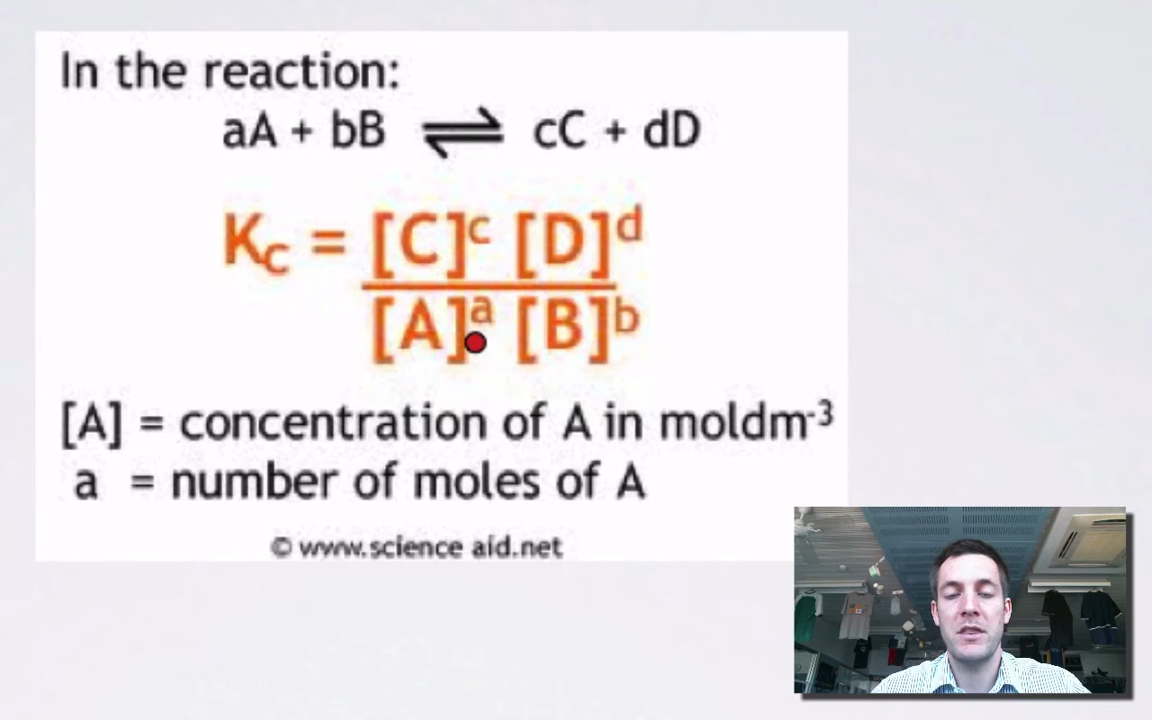 In the reaction:
aA + bB ⇌ cC + dD
Kc = [C]ᶜ [D]ᵈ
[A]ᵃ [B]ᵇ
[A] = concentration of A in moldm⁻³
a = number of moles of A
© www.science aid.net